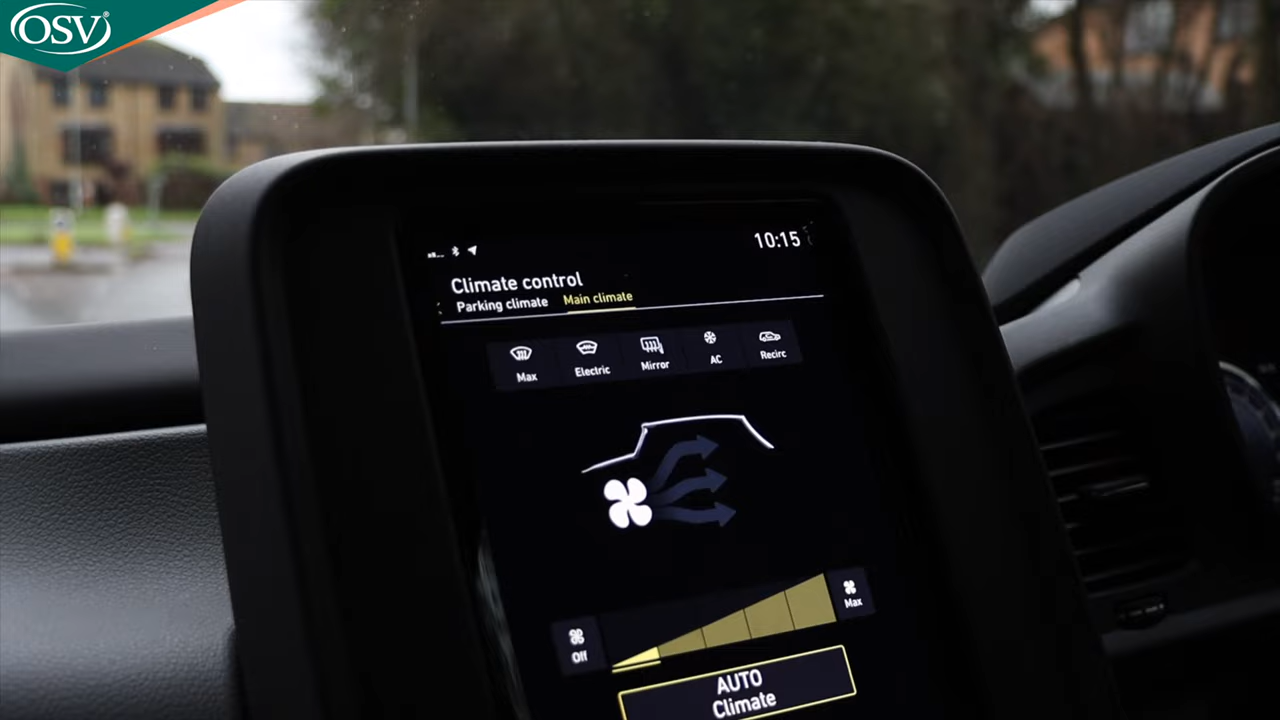 OSV®
10:15
Climate control
Parking climate Main climate
Max Electric Mirror AC Recirc
Off Max
AUTO
Climate